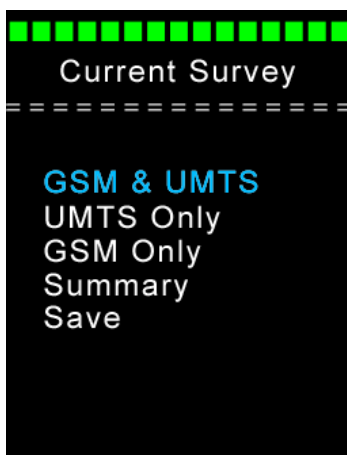 Current Survey
================
GSM & UMTS
UMTS Only
GSM Only
Summary
Save